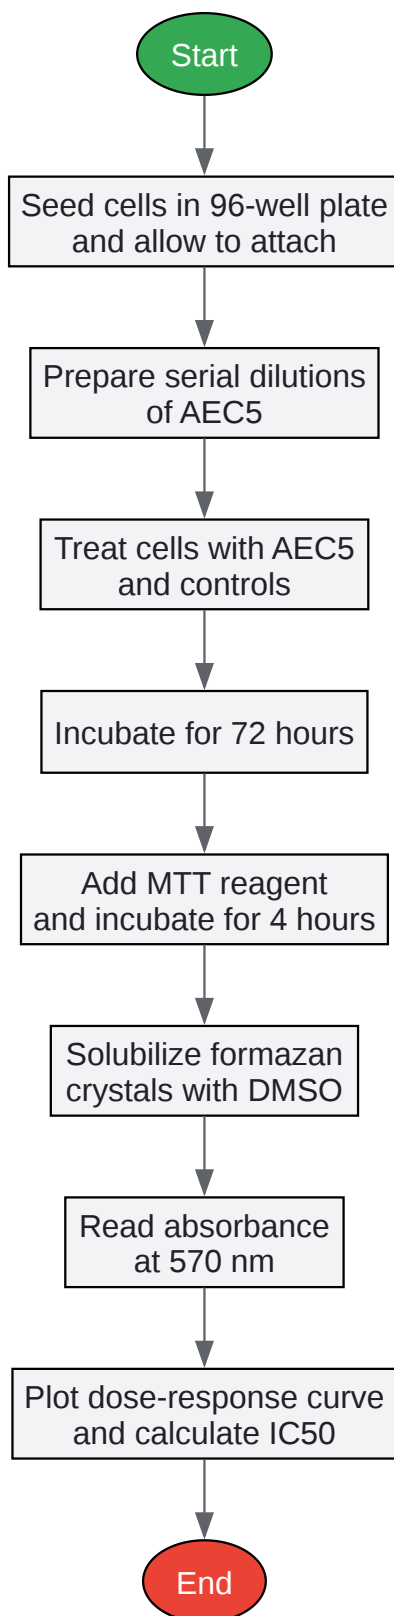 Start
Seed cells in 96-well plate
and allow to attach
Prepare serial dilutions
of AEC5
Treat cells with AEC5
and controls
Incubate for 72 hours
Add MTT reagent
and incubate for 4 hours
Solubilize formazan
crystals with DMSO
Read absorbance
at 570 nm
Plot dose-response curve
and calculate IC50
End